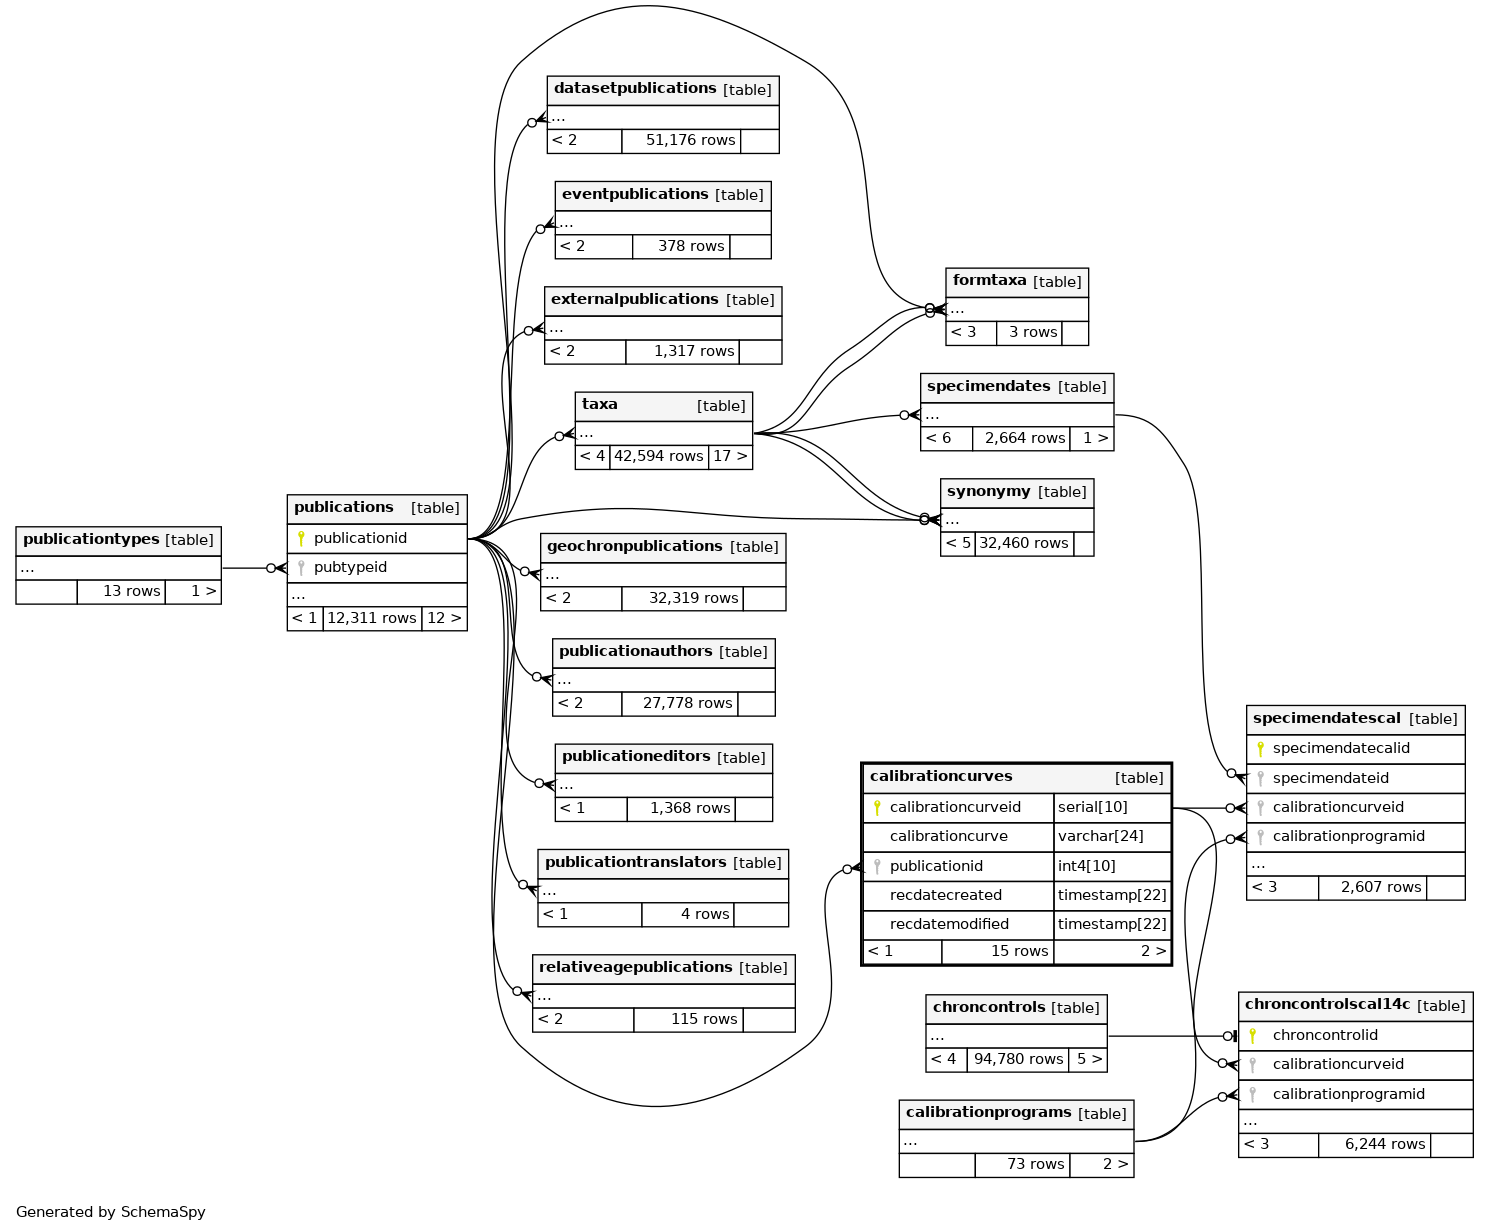 datasetpublications [table]
...
< 2 51,176 rows
eventpublications [table]
...
< 2 378 rows
externalpublications [table]
...
< 2 1,317 rows
taxa [table]
...
< 4 42,594 rows 17 >
formtaxa [table]
...
< 3 3 rows
specimendates [table]
...
< 6 2,664 rows 1 >
synonymy [table]
...
< 5 32,460 rows
publicationtypes [table]
...
13 rows 1 >
publications [table]
publicationid
pubtypeid
...
< 1 12,311 rows 12 >
geochronpublications [table]
...
< 2 32,319 rows
publicationauthors [table]
...
< 2 27,778 rows
publicationeditors [table]
...
< 1 1,368 rows
publicationtranslators [table]
...
< 1 4 rows
relativeagepublications [table]
...
< 2 115 rows
calibrationcurves [table]
calibrationcurveid serial[10]
calibrationcurve varchar[24]
publicationid int4[10]
recdatecreated timestamp[22]
recdatemodified timestamp[22]
< 1 15 rows 2 >
specimendatescal [table]
specimendatecalid
specimendateid
calibrationcurveid
calibrationprogramid
...
< 3 2,607 rows
chroncontrols [table]
...
< 4 94,780 rows 5 >
calibrationprograms [table]
...
73 rows 2 >
chroncontrolscal14c [table]
chroncontrolid
calibrationcurveid
calibrationprogramid
...
< 3 6,244 rows
Generated by SchemaSpy